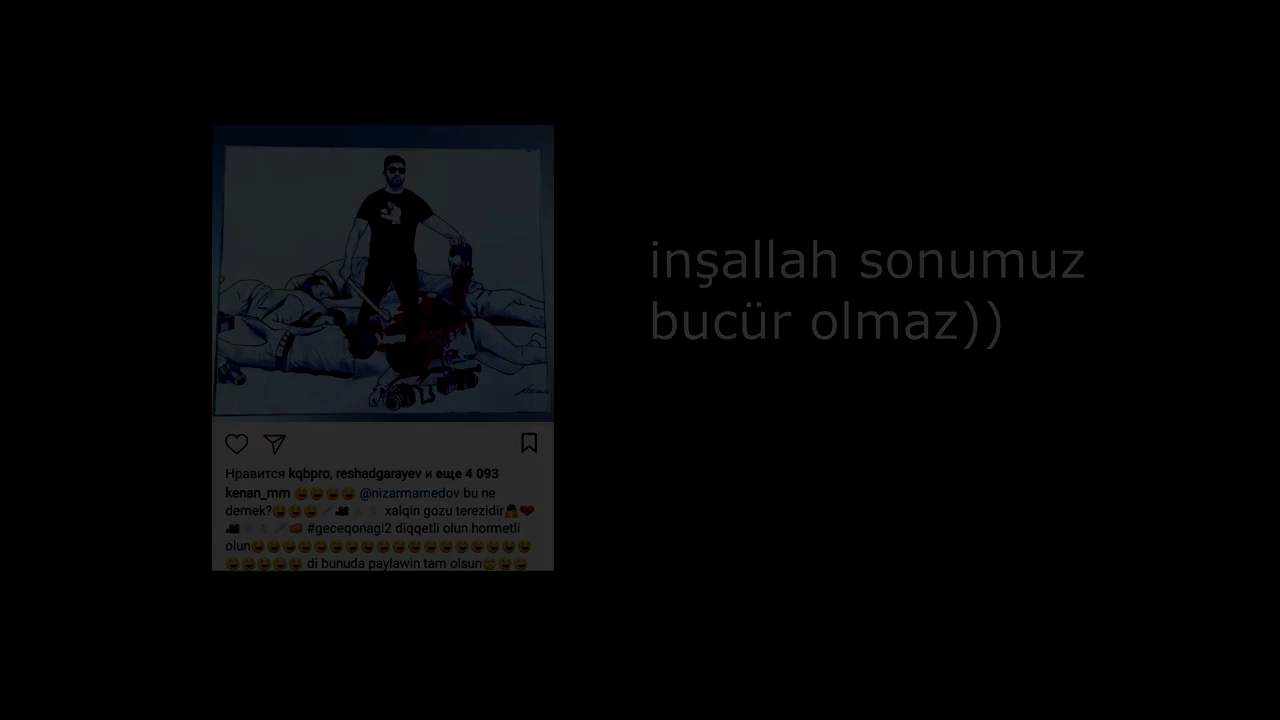 inşallah sonumuz
bucür olmaz))
Нравится kqbpro, reshadgarayev и еще 4 093
kenan_mm 😂😂😂😂 @nizarmamedov bu ne
demek?😂😂😂 xalqin gozu terezidir
#geceqonagi2 diqqetli olun hormetli
olun😂😂😂😂😂😂😂😂😂😂😂😂😂😂😂😂😂😂
😂😂😂😂😂 di bunuda paylawin tam olsun